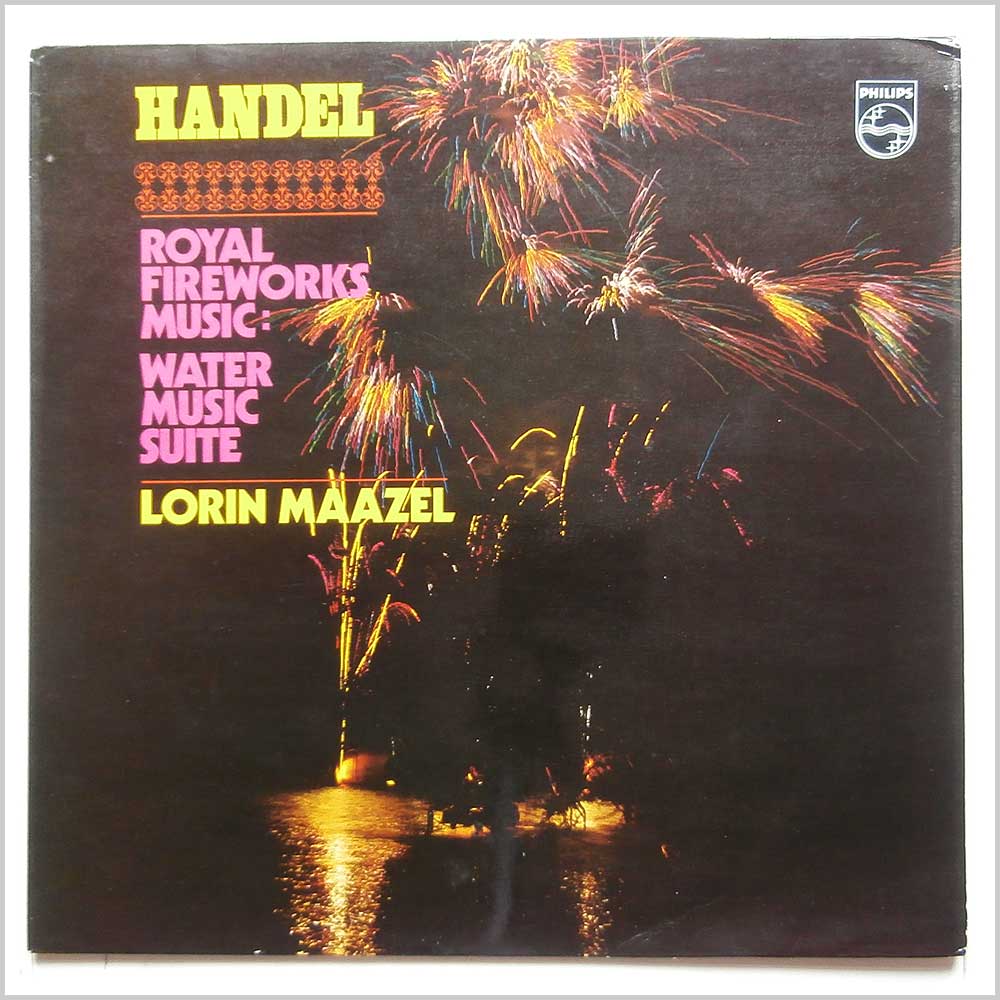 HANDEL
PHILIPS
ROYAL
FIREWORKS
MUSIC:
WATER
MUSIC
SUITE
LORIN MAAZEL